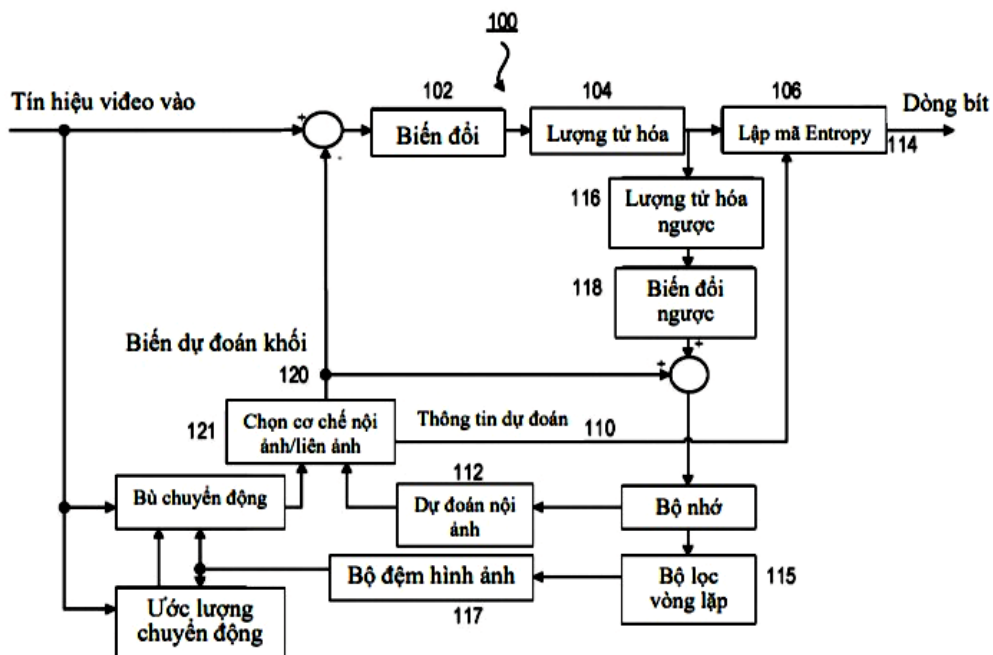 100
Tín hiệu viđeo vào
102
104
106
Dòng bít
+
-
Biến đổi
Lượng tử hóa
Lập mã Entropy
114
116
Lượng tử hóa
ngược
118
Biến đổi
ngược
Biến dự đoán khối
+
+
120
121
Chọn cơ chế nội
ảnh/liên ảnh
Thông tin dự đoán
110
112
Bù chuyển động
Dự đoán nội
ảnh
Bộ nhớ
Bộ đệm hình ảnh
117
Bộ lọc
vòng lặp
115
Ước lượng
chuyển động